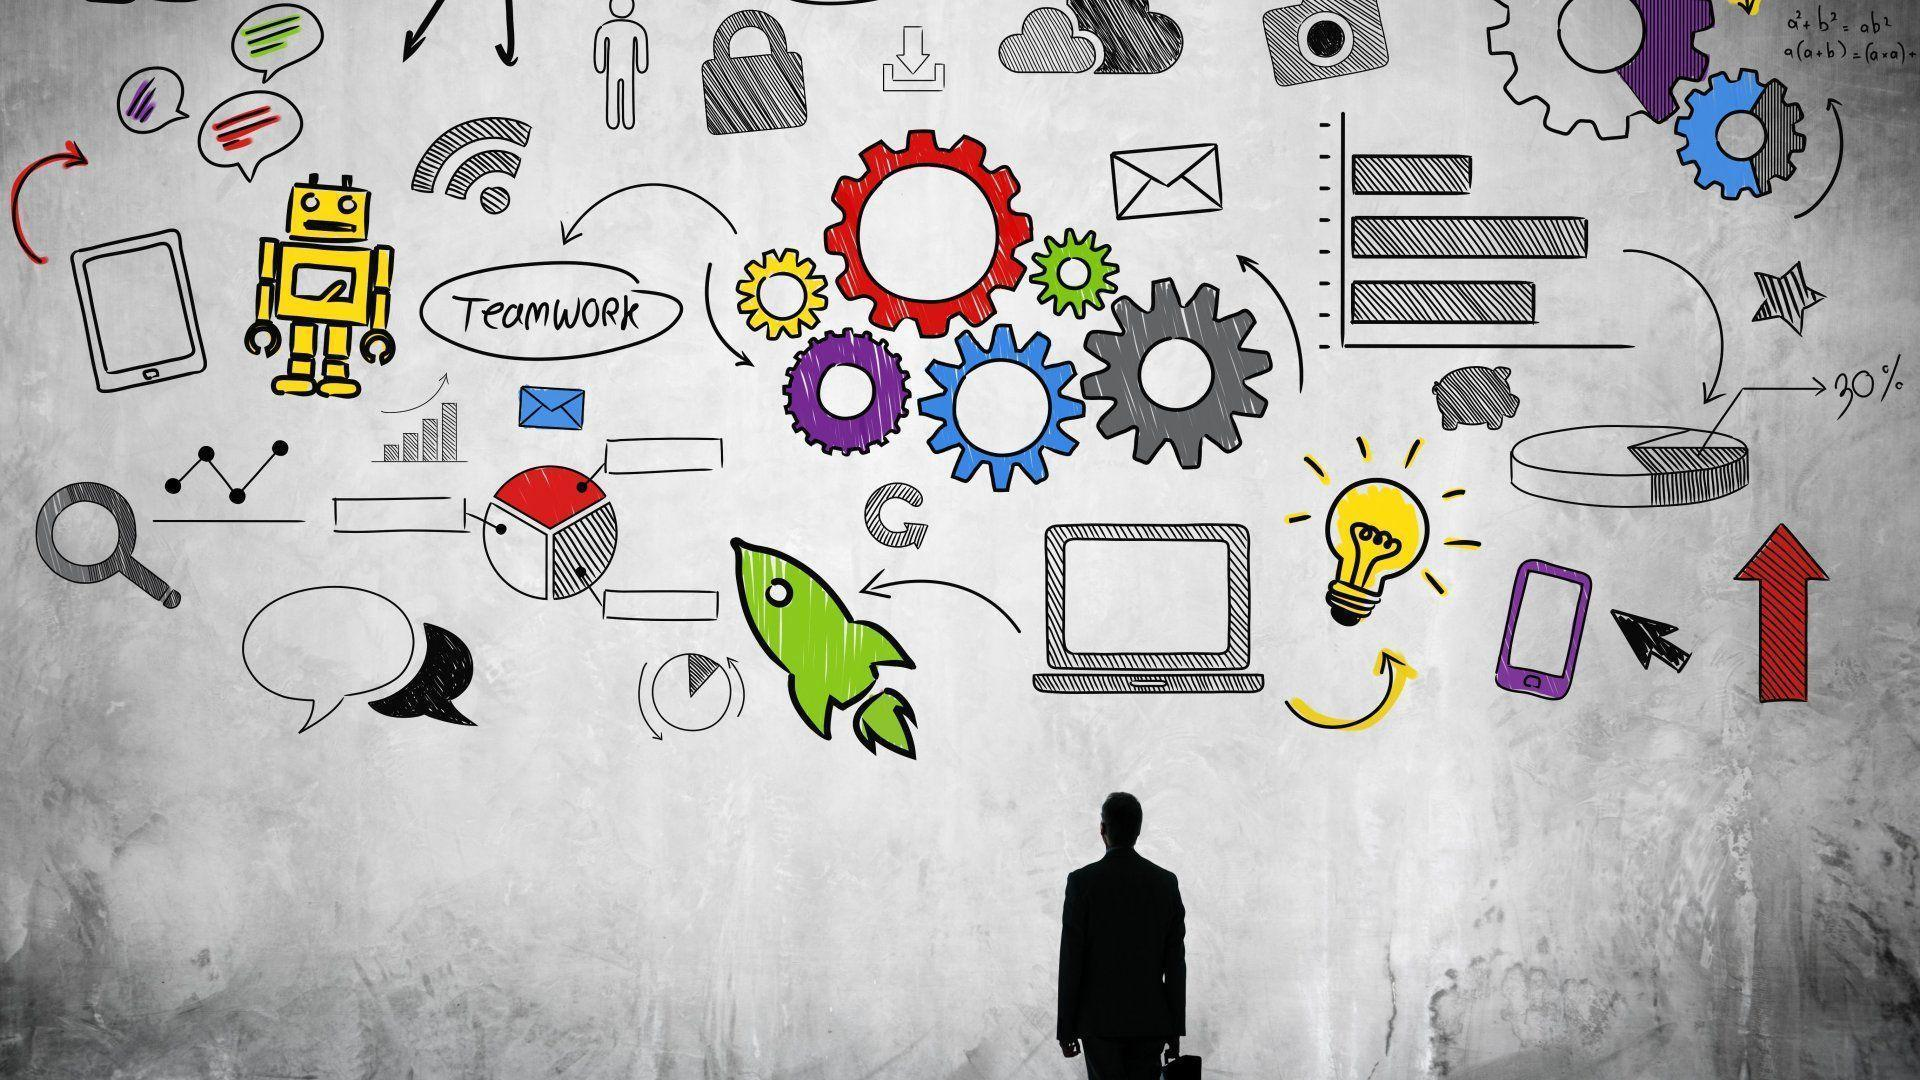 a² + b² = ab²
a(a+b) = (a×a)+
TeamWORK
30%